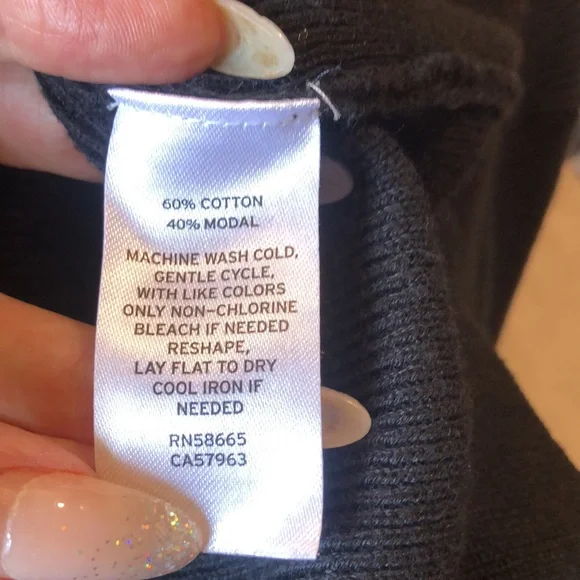 60% COTTON
40% MODAL
MACHINE WASH COLD,
GENTLE CYCLE,
WITH LIKE COLORS
ONLY NON-CHLORINE
BLEACH IF NEEDED
RESHAPE,
LAY FLAT TO DRY
COOL IRON IF
NEEDED
RN58665
CA57963